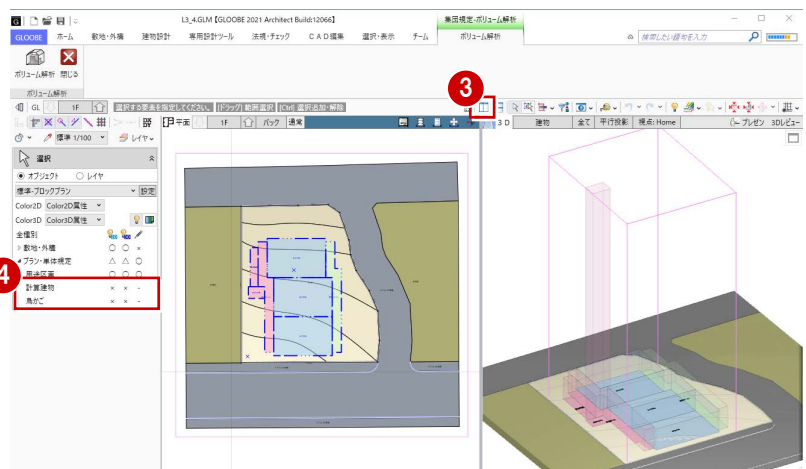 L3_4.GLM【GLOOBE 2021 Architect Build:12066】
集団規定-ボリューム解析
GLOOBE ホーム 敷地・外構 建物設計 専用設計ツール 法規・チェック CAD編集 選択・表示 チーム ボリューム解析 検索したい語句を入力
ボリューム解析 閉じる
ボリューム解析
3
GL 1F 選択する要素を指定してください。 [ドラッグ] 範囲選択 [Ctrl] 選択追加・解除
標準 1/100 レイヤ
平面 1F バック 通常
3D 建物 全て 平行投影 視点: Home プレゼン 3Dビュー
選択
オブジェクト レイヤ
標準-ブロックプラン 設定
Color2D Color2D属性
Color3D Color3D属性
全種別
敷地・外構 ○ ○ ×
プラン・単体規定 △ △ ○
用途区画 ○ ○ ○
4
計算建物 × × -
鳥かご × × -